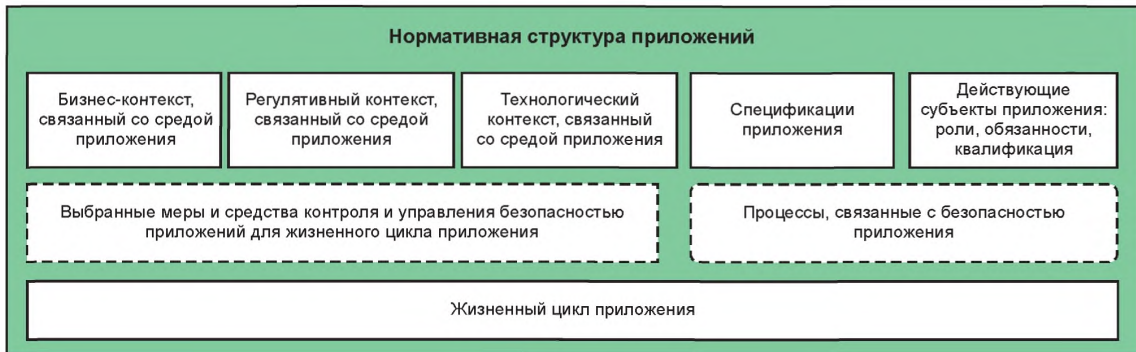 Нормативная структура приложений
Бизнес-контекст,
связанный со средой
приложения
Регулятивный контекст,
связанный со средой
приложения
Технологический
контекст, связанный
со средой приложения
Спецификации
приложения
Действующие
субъекты приложения:
роли, обязанности,
квалификация
Выбранные меры и средства контроля и управления безопасностью
приложений для жизненного цикла приложения
Процессы, связанные с безопасностью
приложения
Жизненный цикл приложения